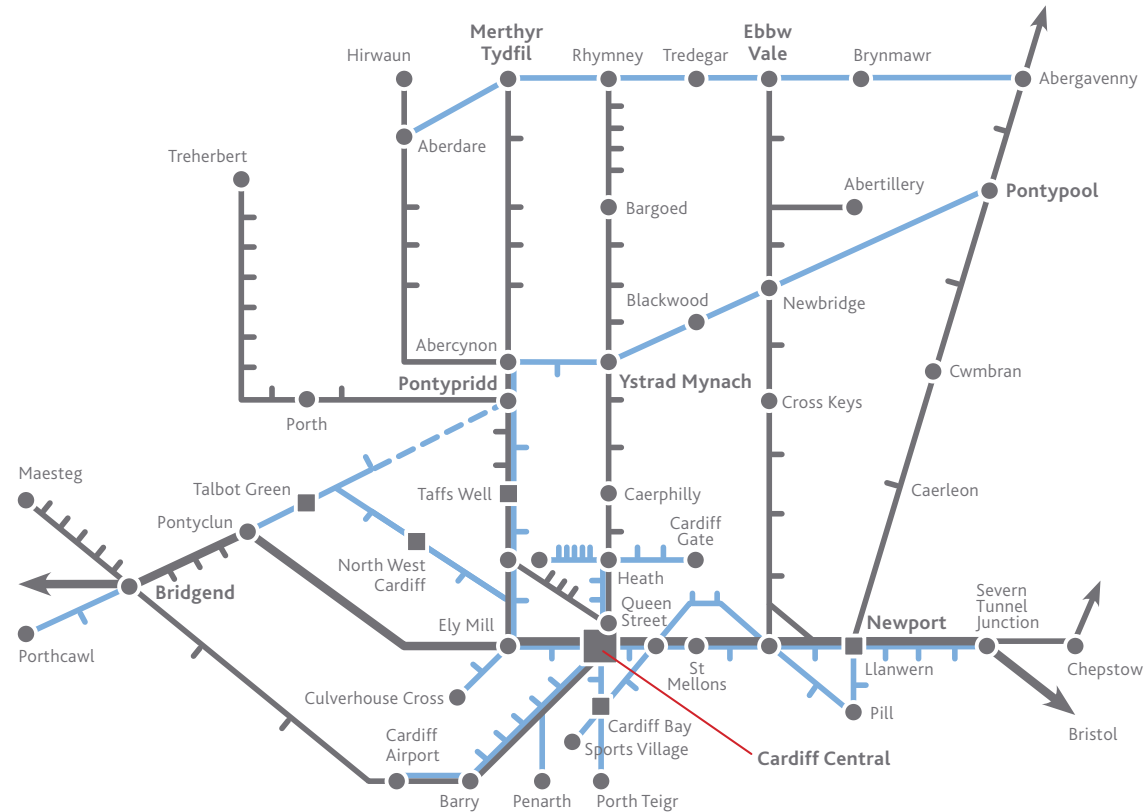 Merthyr
Tydfil
Ebbw
Vale
Hirwaun
Rhymney
Tredegar
Brynmawr
Abergavenny
Aberdare
Treherbert
Abertillery
Pontypool
Bargoed
Blackwood
Newbridge
Abercynon
Pontypridd
Ystrad Mynach
Cwmbran
Cross Keys
Porth
Maesteg
Talbot Green
Taffs Well
Caerphilly
Caerleon
Pontyclun
Cardiff
Gate
North West
Cardiff
Heath
Bridgend
Queen
Street
Severn
Tunnel
Junction
Ely Mill
Newport
Porthcawl
St
Mellons
Llanwern
Chepstow
Culverhouse Cross
Pill
Cardiff Bay
Bristol
Cardiff
Airport
Sports Village
Cardiff Central
Barry
Penarth
Porth Teigr